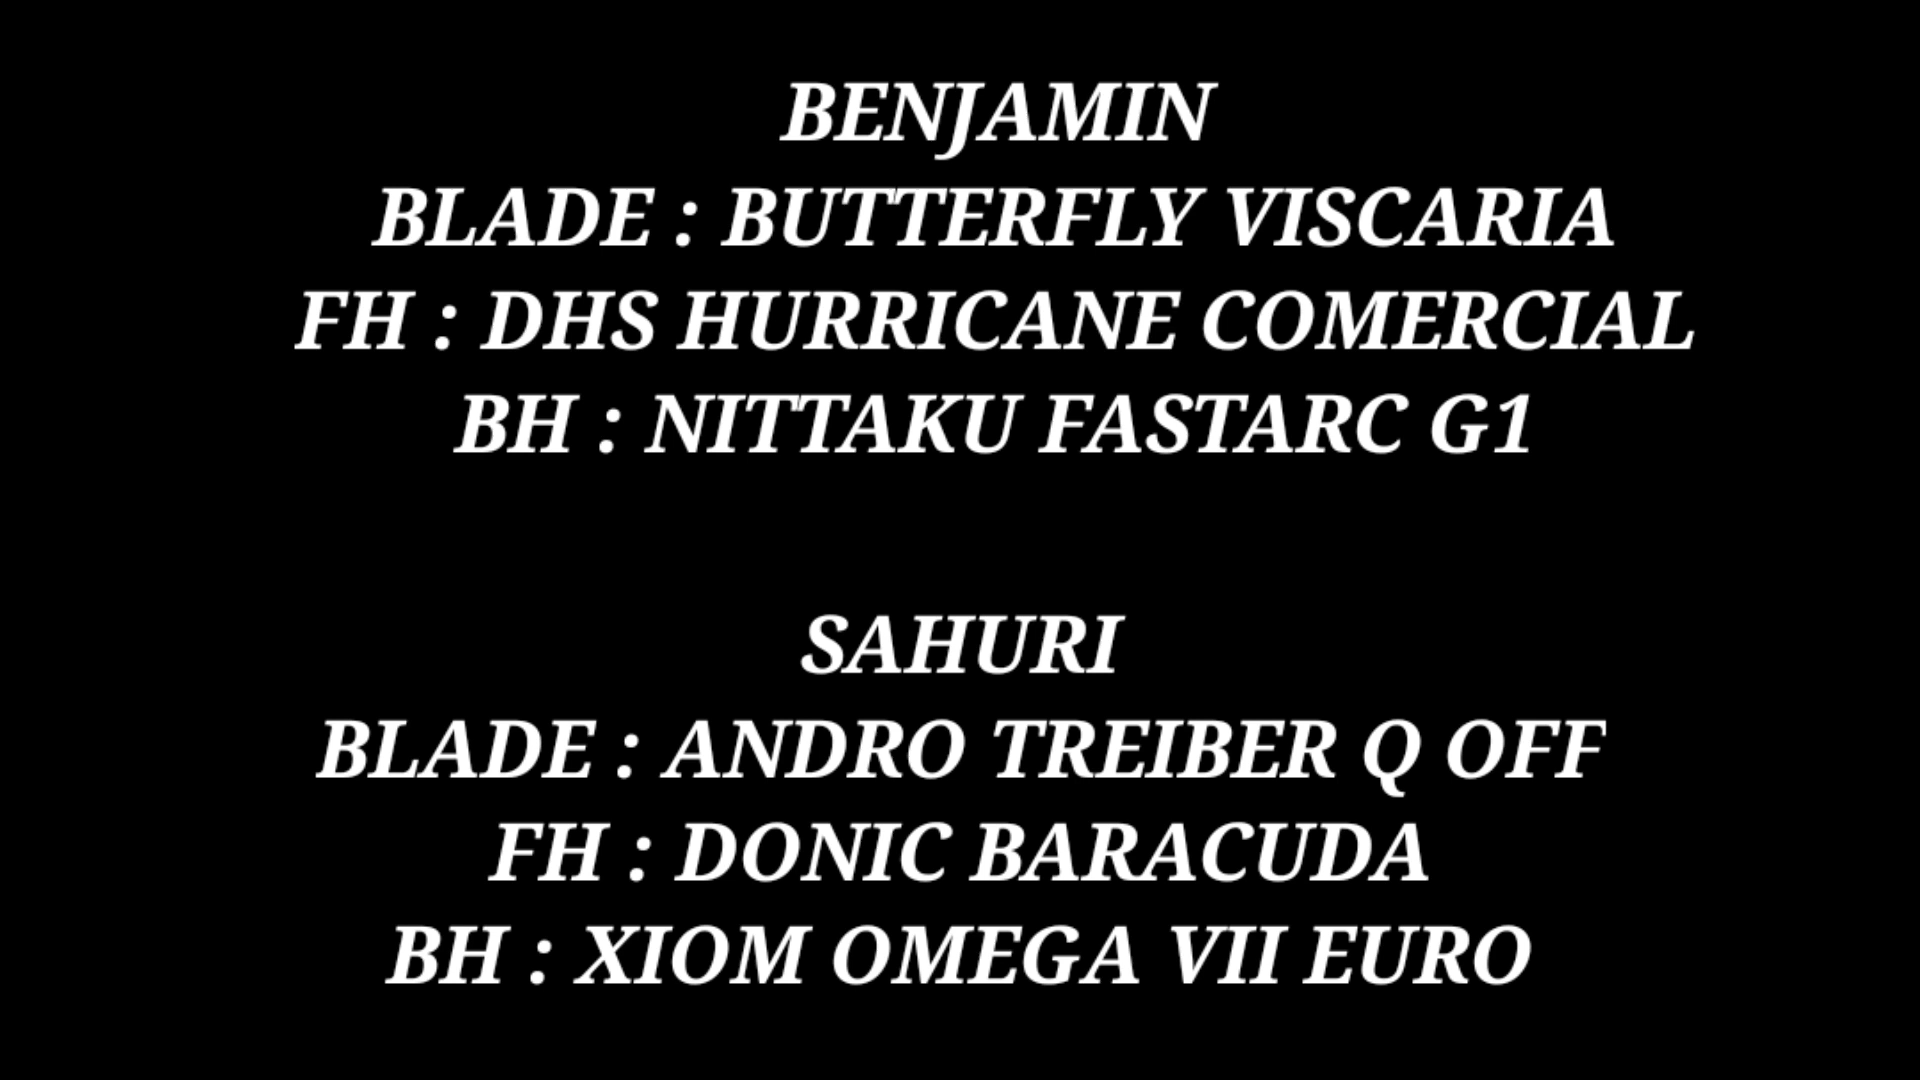 BENJAMIN
BLADE : BUTTERFLY VISCARIA
FH : DHS HURRICANE COMERCIAL
BH : NITTAKU FASTARC G1
SAHURI
BLADE : ANDRO TREIBER Q OFF
FH : DONIC BARACUDA
BH : XIOM OMEGA VII EURO